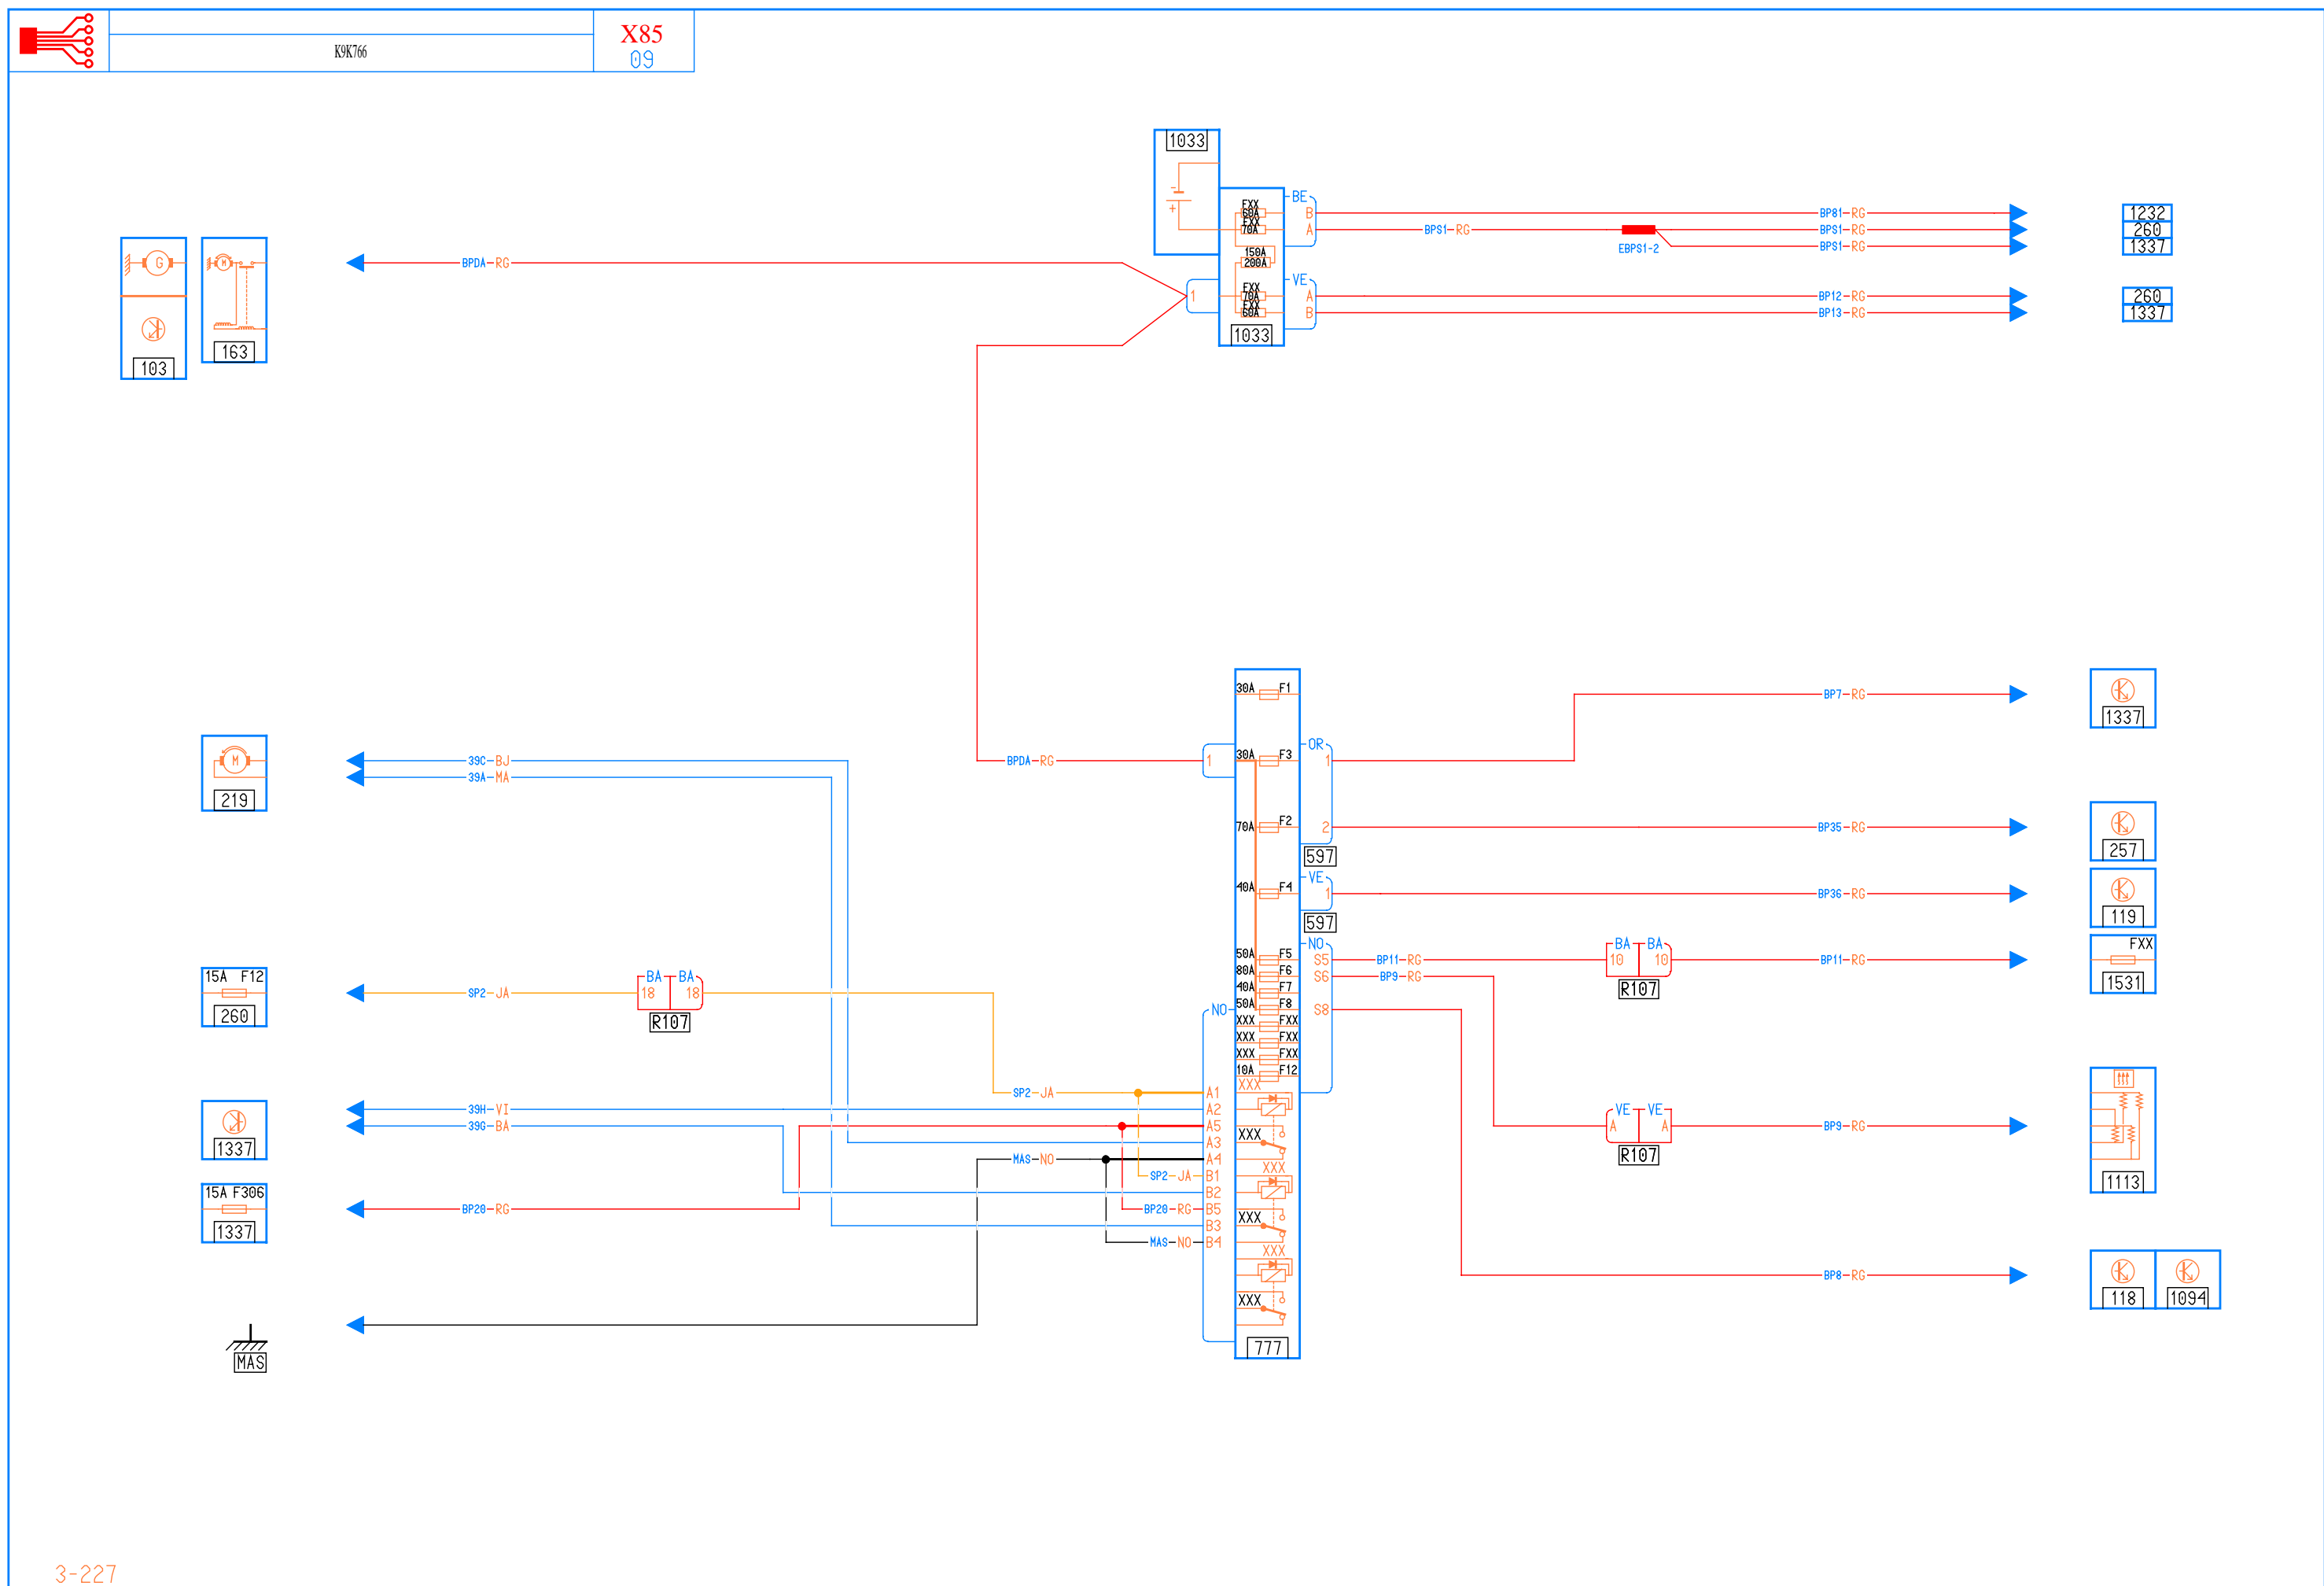 K9K766
X85
09
1033
-
+
BE
FXX
60A
B
BP81 RG
1232
FXX
70A
A
BPS1 RG
EBPS1-2
BPS1 RG
260
BPS1 RG
1337
150A
200A
G
M
BPDA RG
VE
1
FXX
70A
A
BP12 RG
260
FXX
60A
B
BP13 RG
1337
1033
163
103
30A F1
BP7 RG
1337
OR
M
39C BJ
BPDA RG
1
30A F3
1
39A MA
219
70A F2
2
BP35 RG
257
597
VE
40A F4
1
BP36 RG
119
597
NO
50A F5
S5
BP11 RG
BA BA
10 10
R107
BP11 RG
FXX
1531
80A F6
S6
BP9 RG
15A F12
260
SP2 JA
BA BA
18 18
R107
40A F7
NO
50A F8
S8
XXX FXX
XXX FXX
XXX FXX
10A F12
XXX
SP2 JA
A1
39H VI
A2
39G BA
A5
1337
XXX
A3
MAS NO
A4
XXX
SP2 JA
B1
B2
15A F306
1337
BP20 RG
BP20 RG
B5
XXX
B3
MAS NO
B4
XXX
XXX
777
VE VE
A A
R107
BP9 RG
1113
BP8 RG
118
1094
MAS
3-227